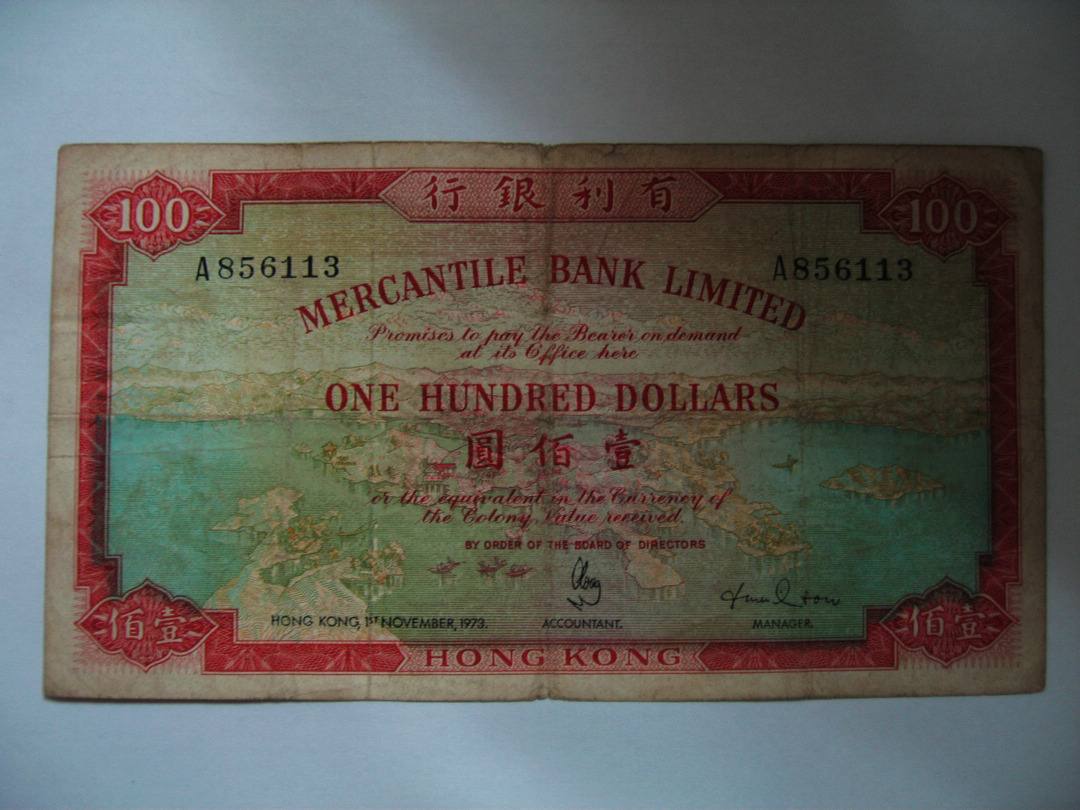 100
有利銀行
100
A856113
A856113
MERCANTILE BANK LIMITED
Promises to pay the Bearer on demand
at its Office here
ONE HUNDRED DOLLARS
壹佰圓
or the equivalent in the Currency of
the Colony, Value received.
BY ORDER OF THE BOARD OF DIRECTORS
HONG KONG, 1ST NOVEMBER, 1973.
ACCOUNTANT.
MANAGER.
壹佰
HONG KONG
壹佰